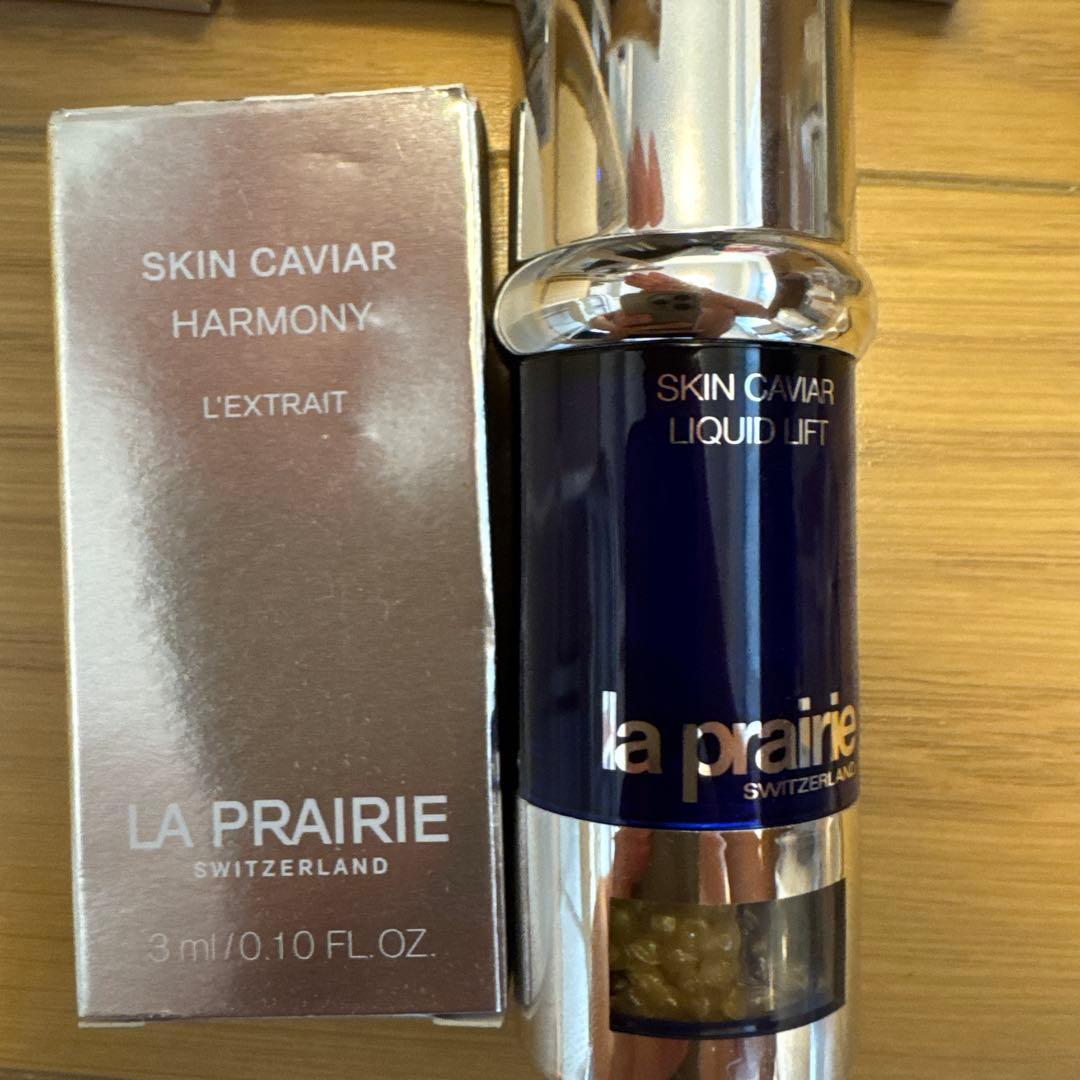 SKIN CAVIAR
HARMONY
L'EXTRAIT
LA PRAIRIE
SWITZERLAND
3 ml/0.10 FL.OZ.
SKIN CAVIAR
LIQUID LIFT
la prairie
SWITZERLAND